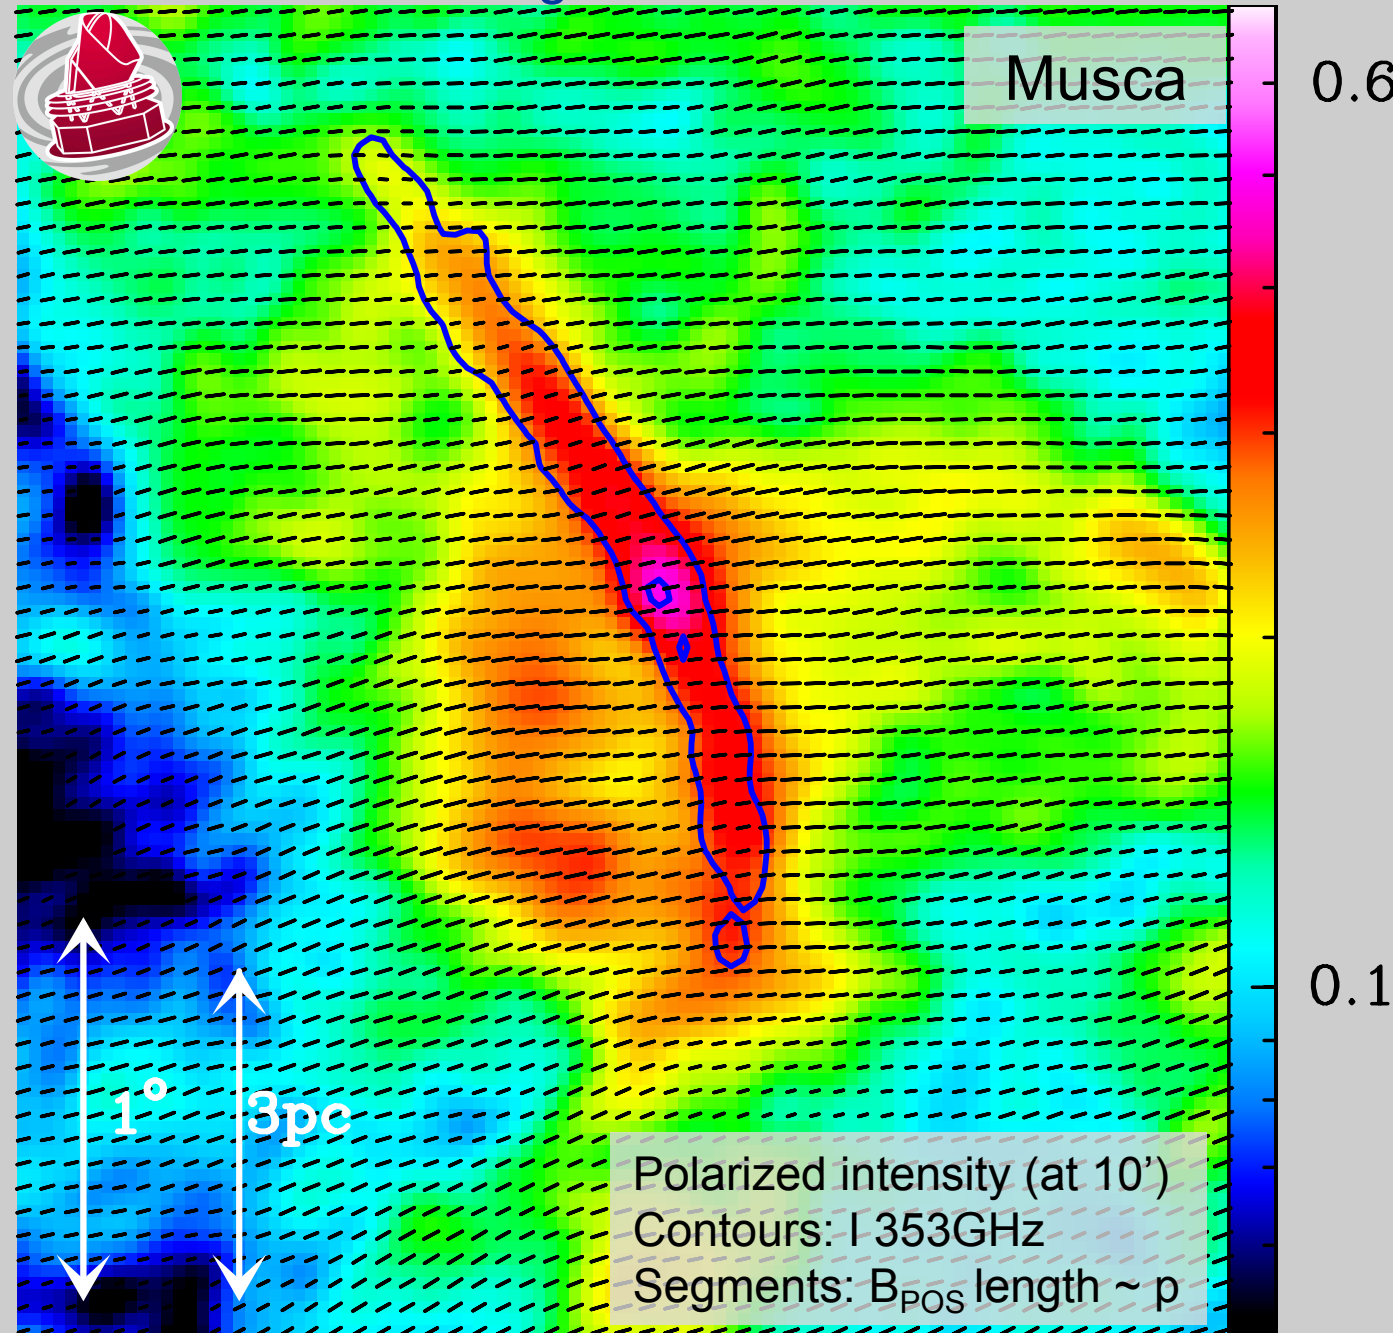 Musca
0.6
0.1
1°
3pc
Polarized intensity (at 10’)
Contours: I 353GHz
Segments: B_POS length ~ p